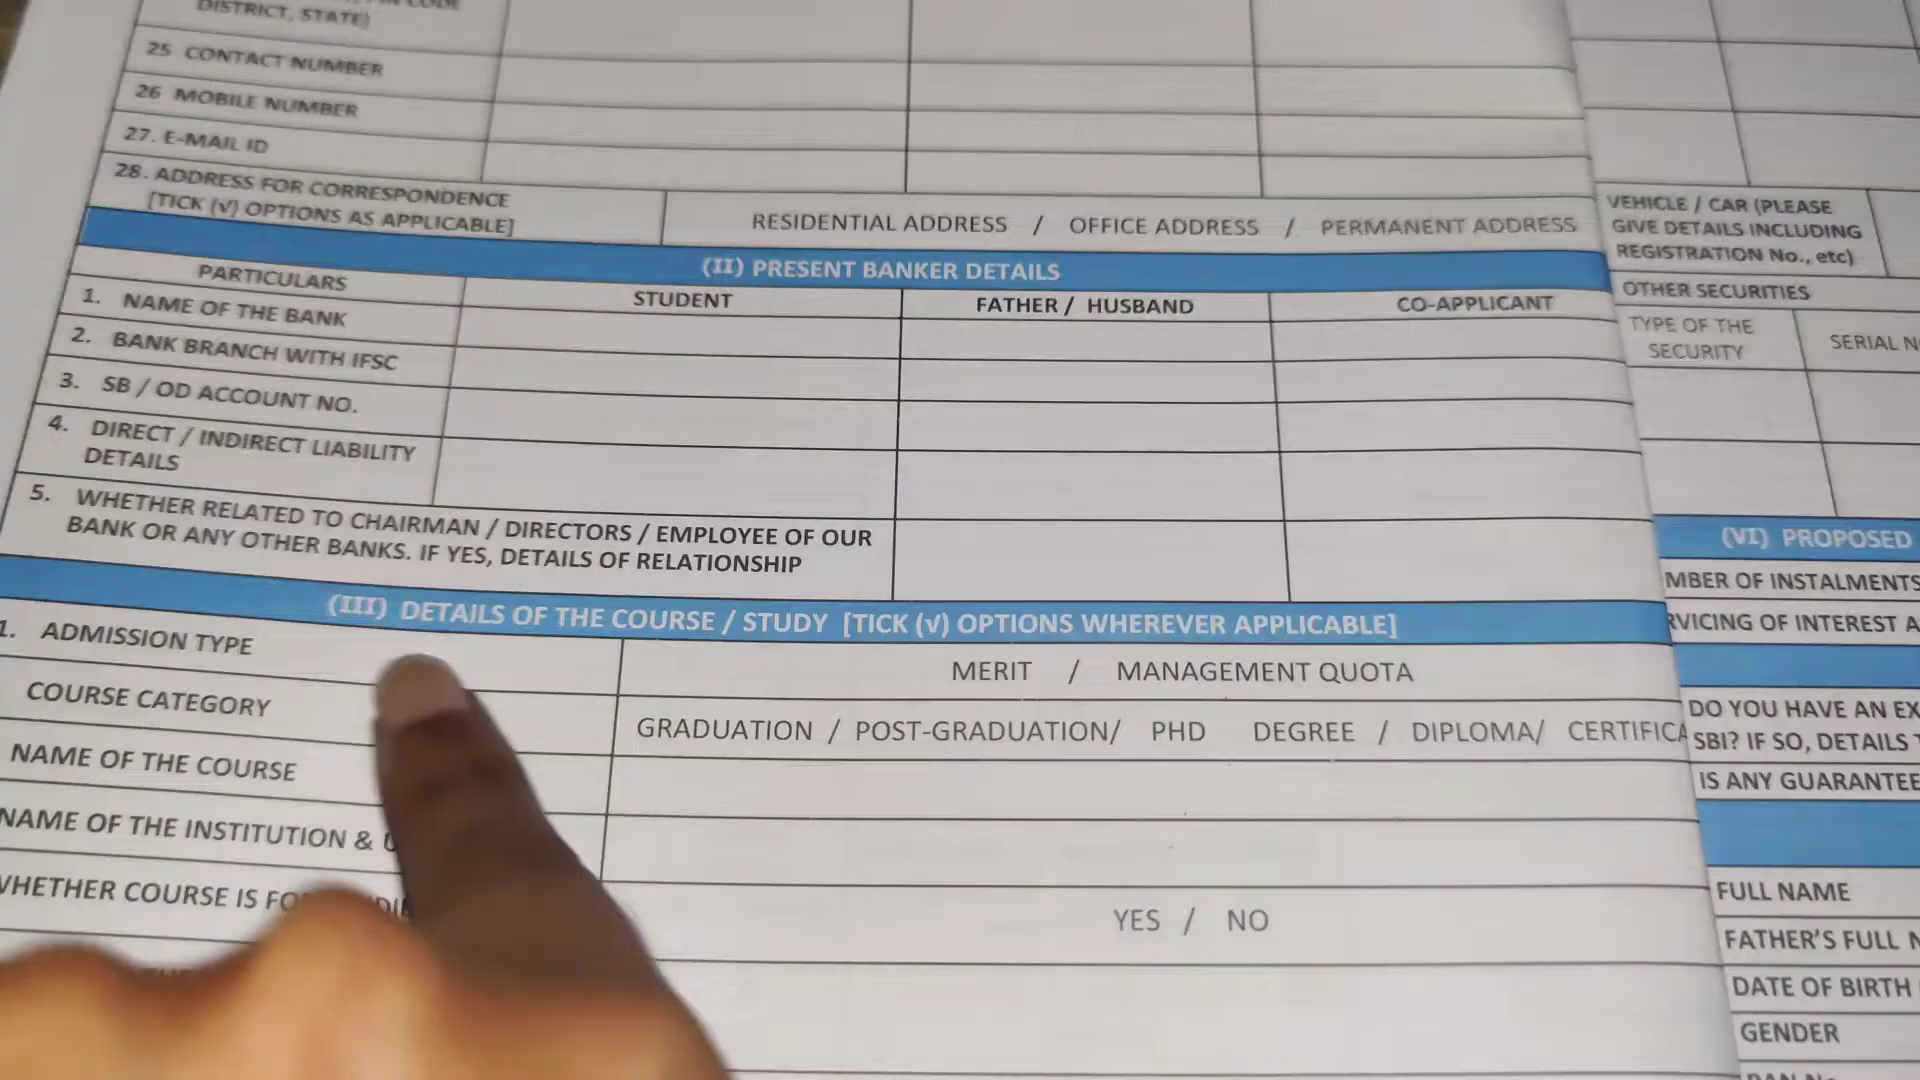 DISTRICT, STATE)
25 CONTACT NUMBER
26 MOBILE NUMBER
27. E-MAIL ID
28. ADDRESS FOR CORRESPONDENCE
[TICK (√) OPTIONS AS APPLICABLE]
RESIDENTIAL ADDRESS / OFFICE ADDRESS / PERMANENT ADDRESS
(II) PRESENT BANKER DETAILS
PARTICULARS STUDENT FATHER / HUSBAND CO-APPLICANT
1. NAME OF THE BANK
2. BANK BRANCH WITH IFSC
3. SB / OD ACCOUNT NO.
4. DIRECT / INDIRECT LIABILITY
DETAILS
5. WHETHER RELATED TO CHAIRMAN / DIRECTORS / EMPLOYEE OF OUR
BANK OR ANY OTHER BANKS. IF YES, DETAILS OF RELATIONSHIP
(III) DETAILS OF THE COURSE / STUDY [TICK (√) OPTIONS WHEREVER APPLICABLE]
1. ADMISSION TYPE MERIT / MANAGEMENT QUOTA
COURSE CATEGORY GRADUATION / POST-GRADUATION/ PHD DEGREE / DIPLOMA/ CERTIFICA
NAME OF THE COURSE
NAME OF THE INSTITUTION &
WHETHER COURSE IS YES / NO
VEHICLE / CAR (PLEASE
GIVE DETAILS INCLUDING
REGISTRATION No., etc)
OTHER SECURITIES
TYPE OF THE
SECURITY
SERIAL
(VI) PROPOSED
MBER OF INSTALMENTS
RVICING OF INTEREST
DO YOU HAVE AN
SBI? IF SO, DETAILS
IS ANY GUARANTEE
FULL NAME
FATHER'S FULL
DATE OF BIRTH
GENDER